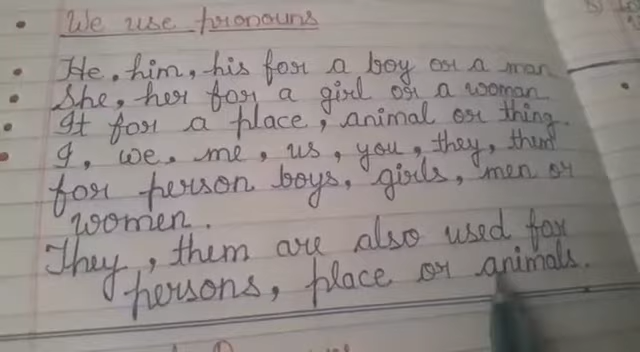 We use pronouns
He, him, his for a boy or a man
She, her for a girl or a woman
It for a place, animal or thing.
I, we, me, us, you, they, them
for person boys, girls, men or
women.
They, them are also used for
persons, place or animals.